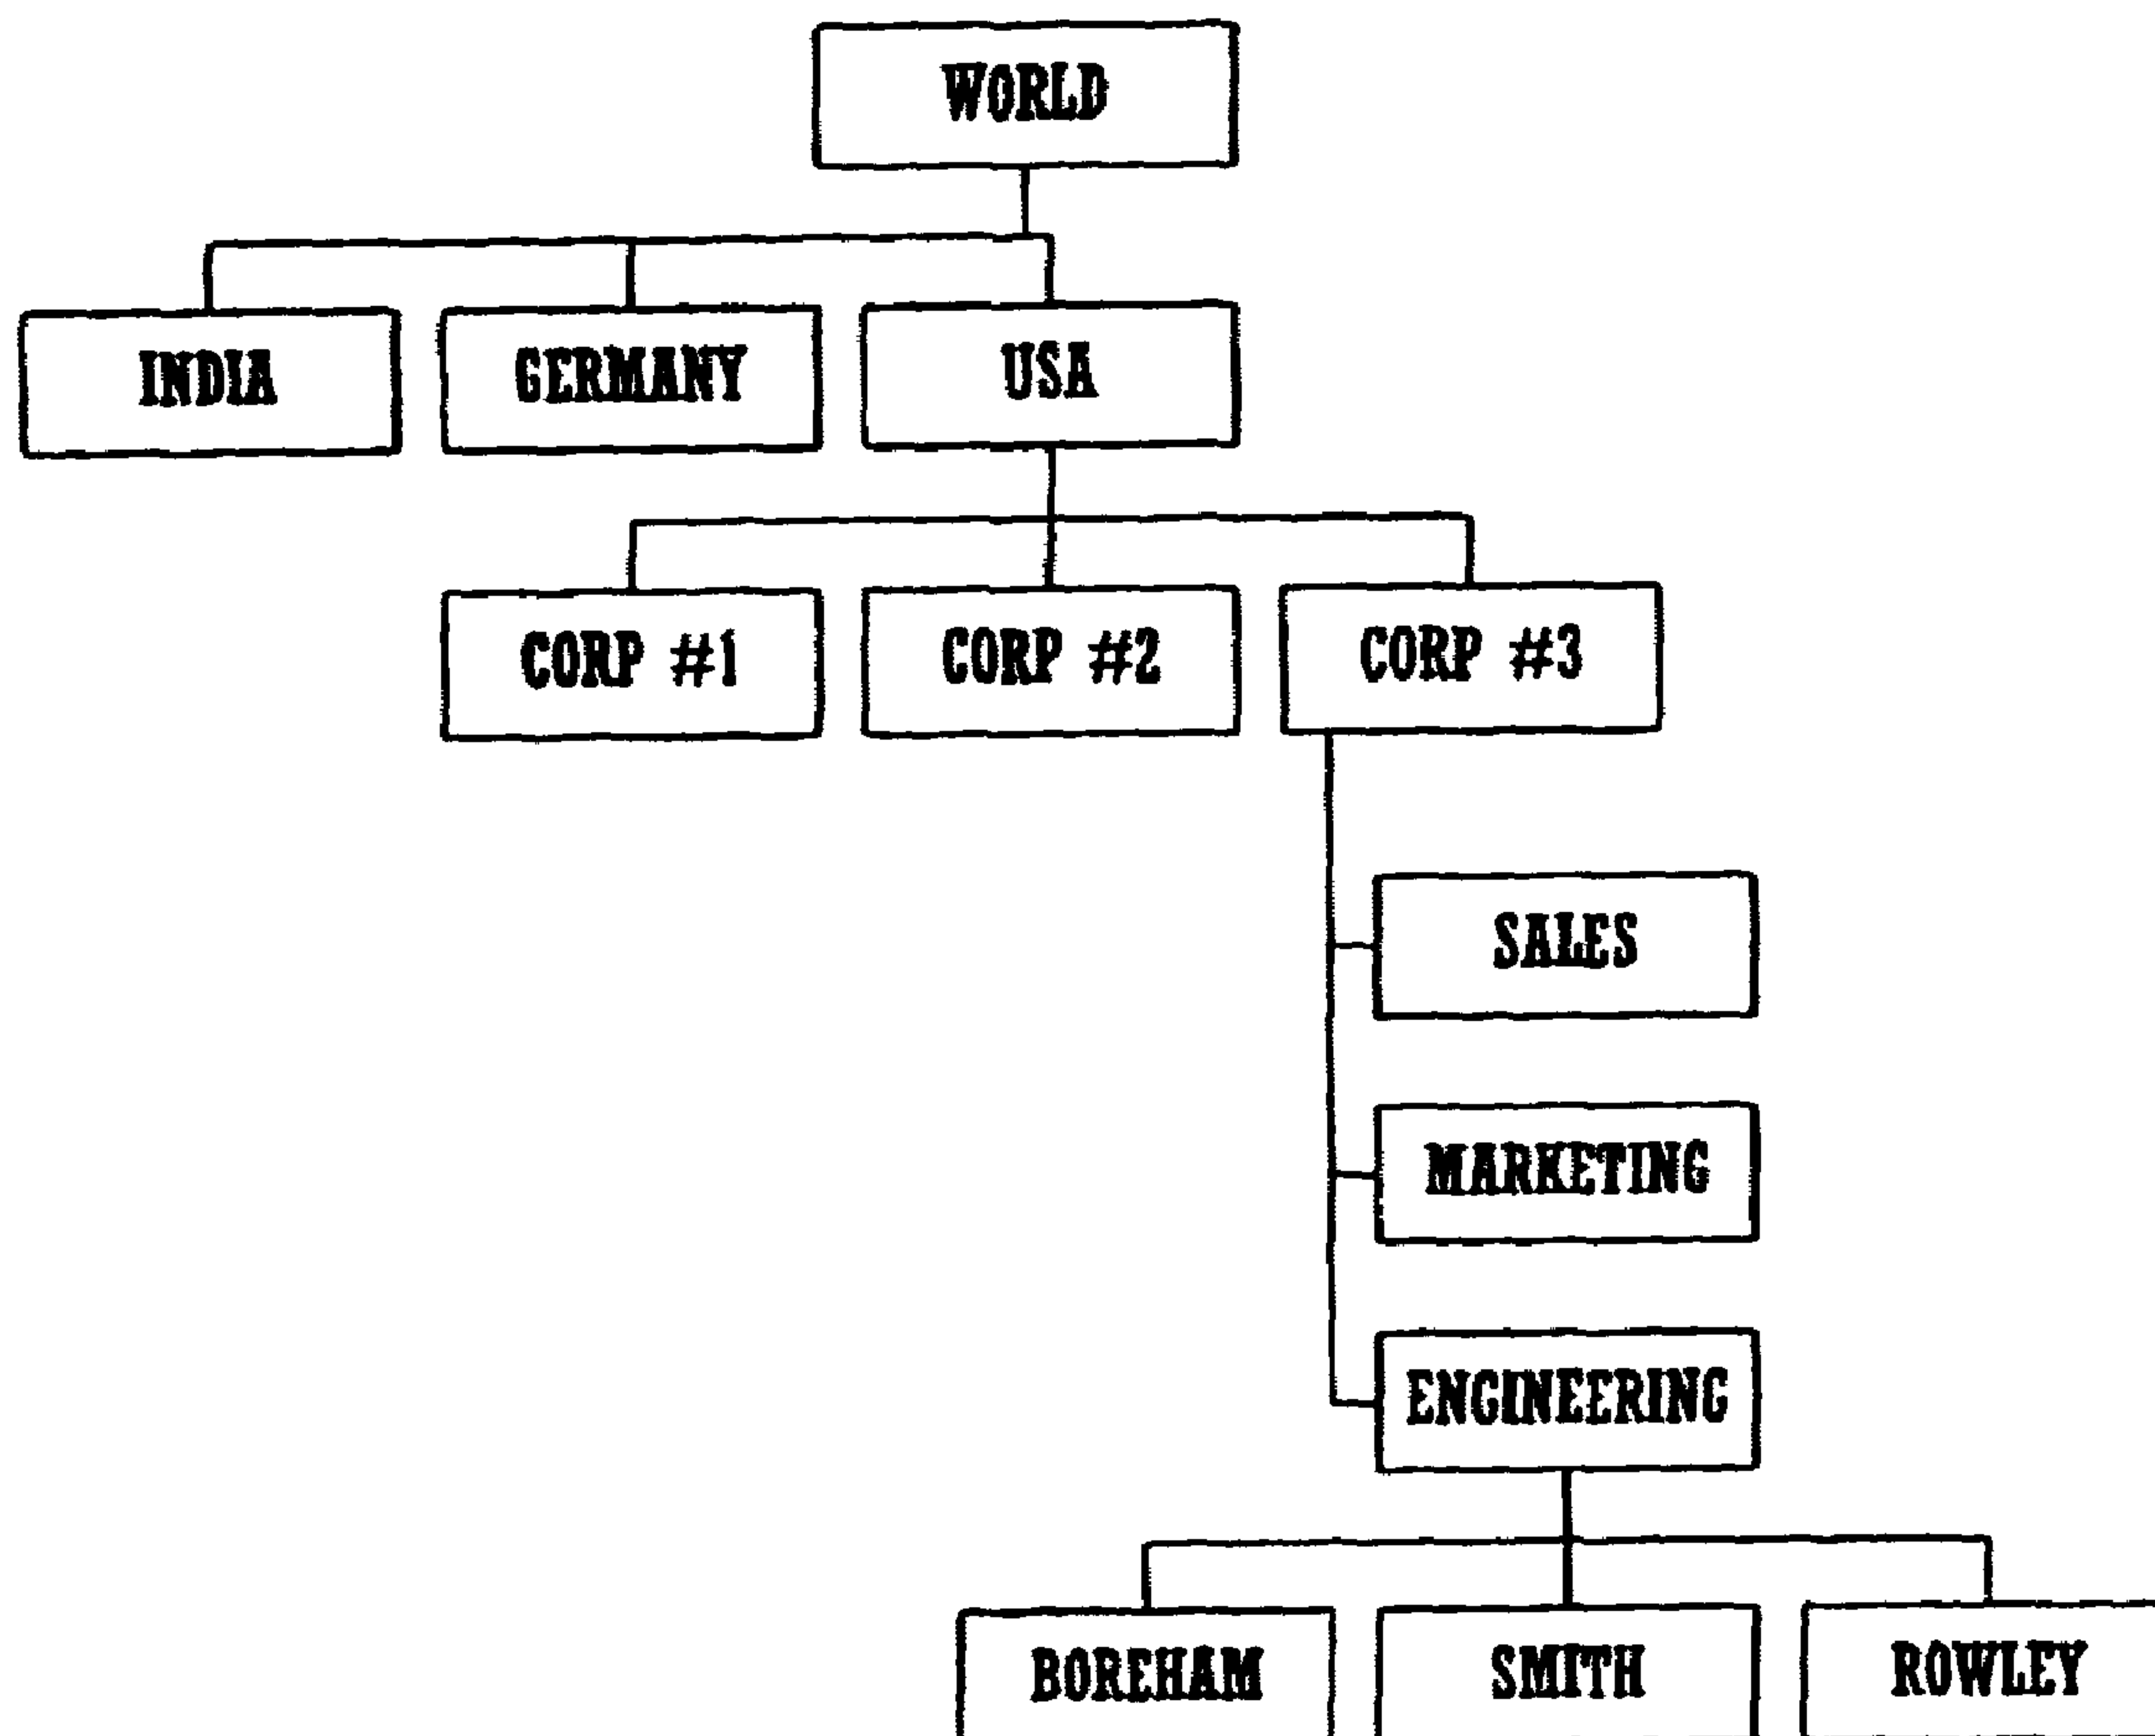 WORLD
INDIA
GERMANY
USA
CORP #1
CORP #2
CORP #3
SALES
MARKETING
ENGINEERING
BOREHAM
SMITH
ROWLEY